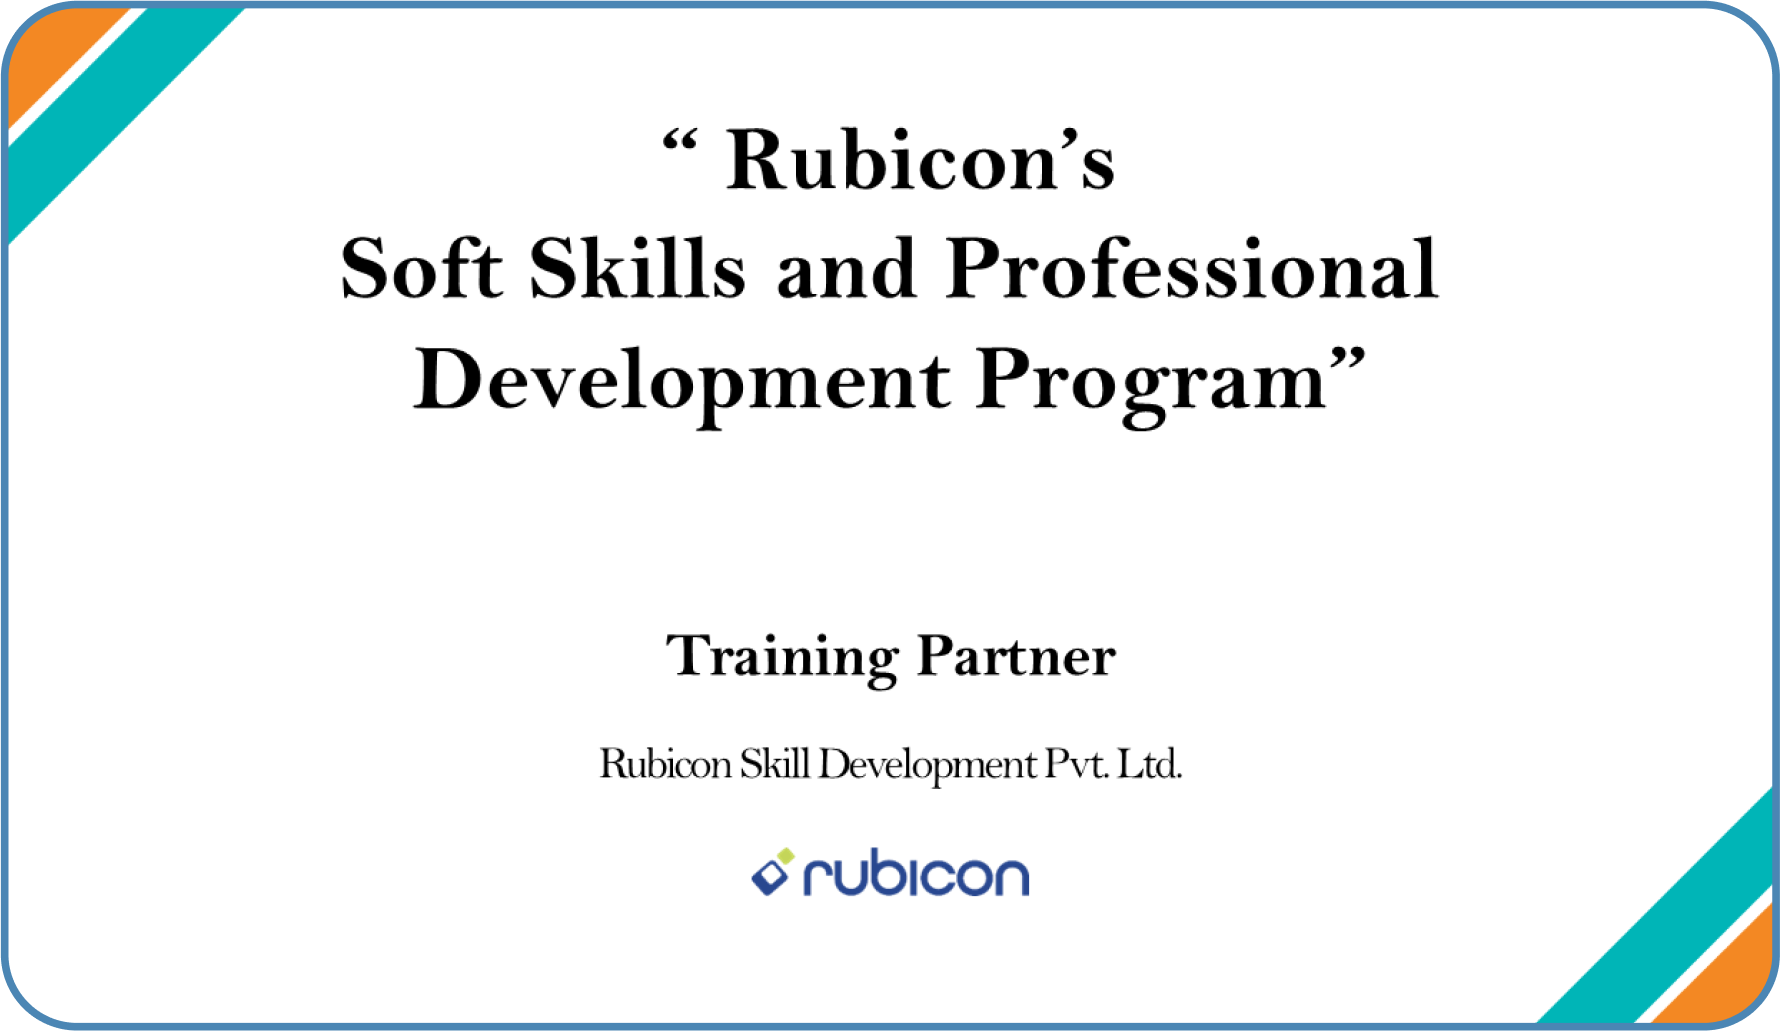 “ Rubicon’s
Soft Skills and Professional
Development Program”
Training Partner
Rubicon Skill Development Pvt. Ltd.
rubicon